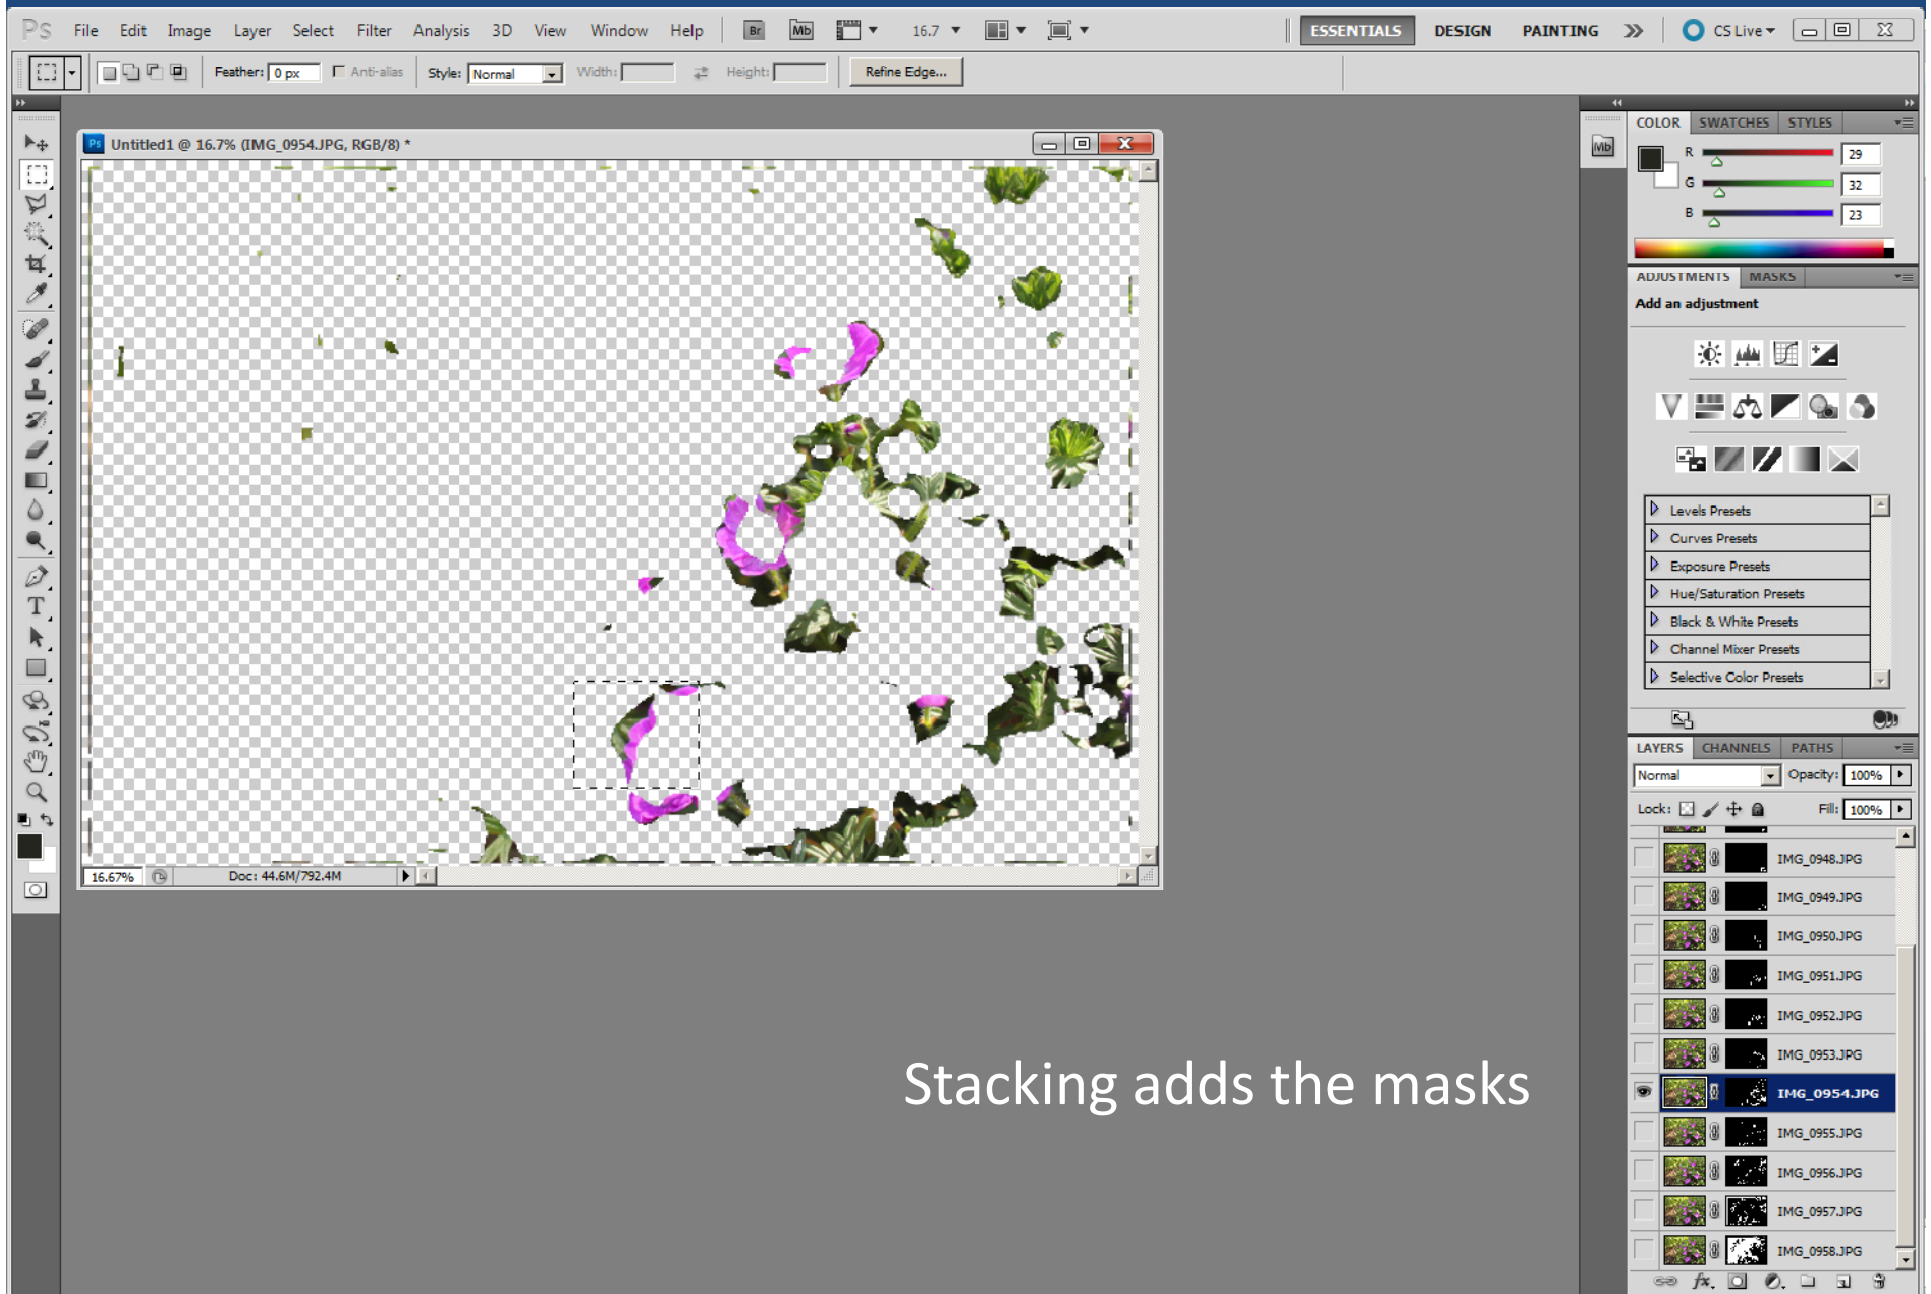 Ps File Edit Image Layer Select Filter Analysis 3D View Window Help Br Mb 16.7 ESSENTIALS DESIGN PAINTING CS Live
Feather: 0 px Anti-alias Style: Normal Width: Height: Refine Edge...
Ps Untitled1 @ 16.7% (IMG_0954.JPG, RGB/8) *
16.67% Doc: 44.6M/792.4M
T
Mb
COLOR SWATCHES STYLES
R 29
G 32
B 23
ADJUSTMENTS MASKS
Add an adjustment
Levels Presets
Curves Presets
Exposure Presets
Hue/Saturation Presets
Black & White Presets
Channel Mixer Presets
Selective Color Presets
LAYERS CHANNELS PATHS
Normal Opacity: 100%
Lock: Fill: 100%
IMG_0948.JPG
IMG_0949.JPG
IMG_0950.JPG
IMG_0951.JPG
IMG_0952.JPG
IMG_0953.JPG
IMG_0954.JPG
IMG_0955.JPG
IMG_0956.JPG
IMG_0957.JPG
IMG_0958.JPG
fx
Stacking adds the masks